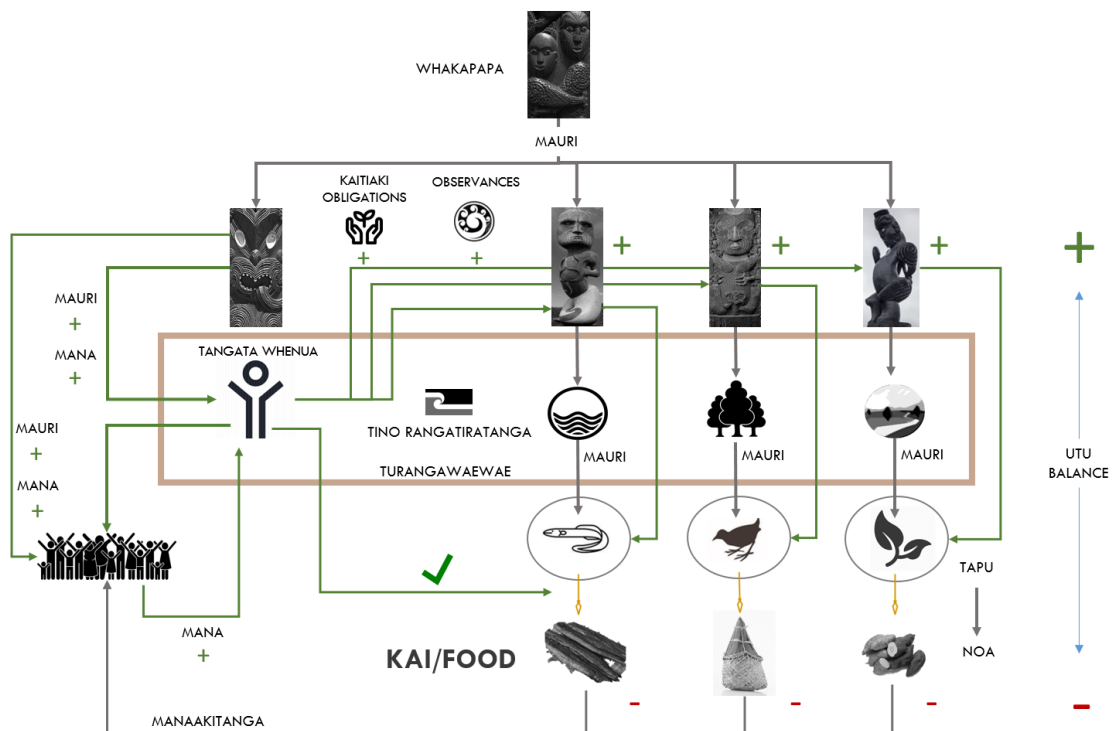 WHAKAPAPA
MAURI
KAITIAKI
OBLIGATIONS
+
OBSERVANCES
+
+
+
+
+
MAURI
+
MANA
+
TANGATA WHENUA
TINO RANGATIRATANGA
TURANGAWAEWAE
MAURI
MAURI
MAURI
MAURI
+
MANA
+
UTU
BALANCE
TAPU
NOA
MANA
+
KAI/FOOD
-
-
-
-
MANAAKITANGA